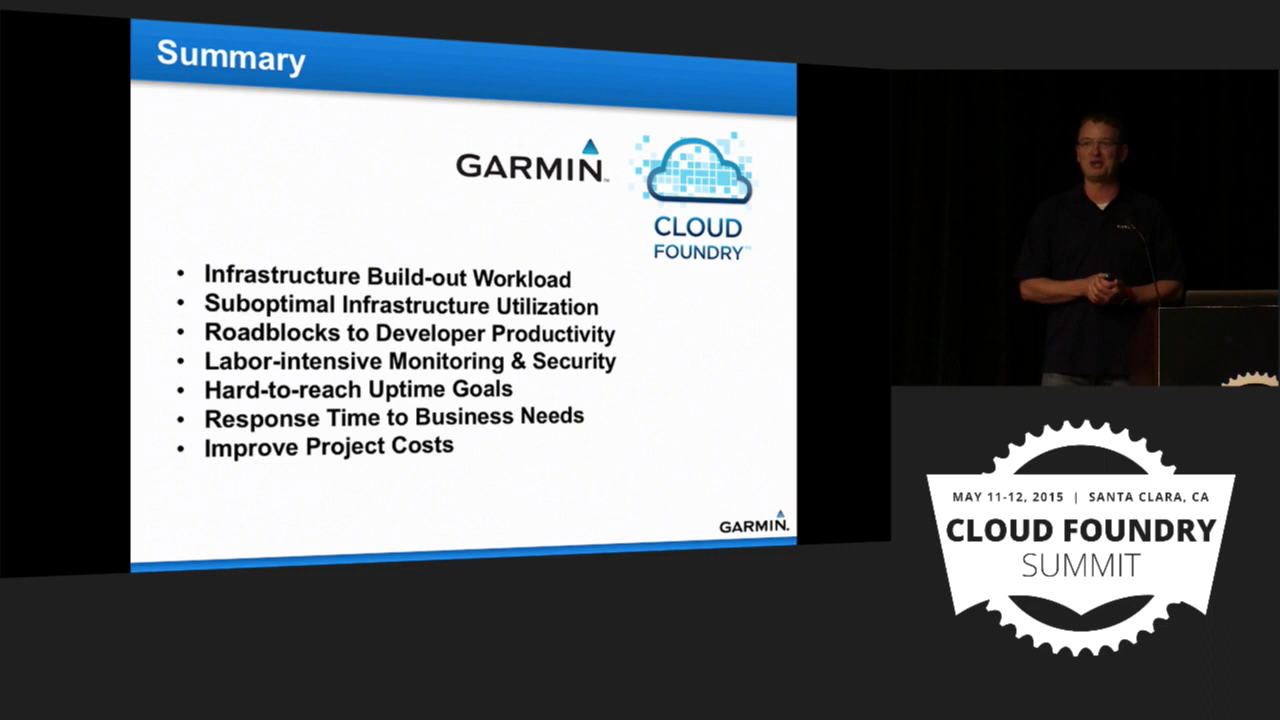 Summary
GARMIN™
CLOUD
FOUNDRY™
• Infrastructure Build-out Workload
• Suboptimal Infrastructure Utilization
• Roadblocks to Developer Productivity
• Labor-intensive Monitoring & Security
• Hard-to-reach Uptime Goals
• Response Time to Business Needs
• Improve Project Costs
GARMIN.
MAY 11-12, 2015 | SANTA CLARA, CA
CLOUD FOUNDRY
SUMMIT